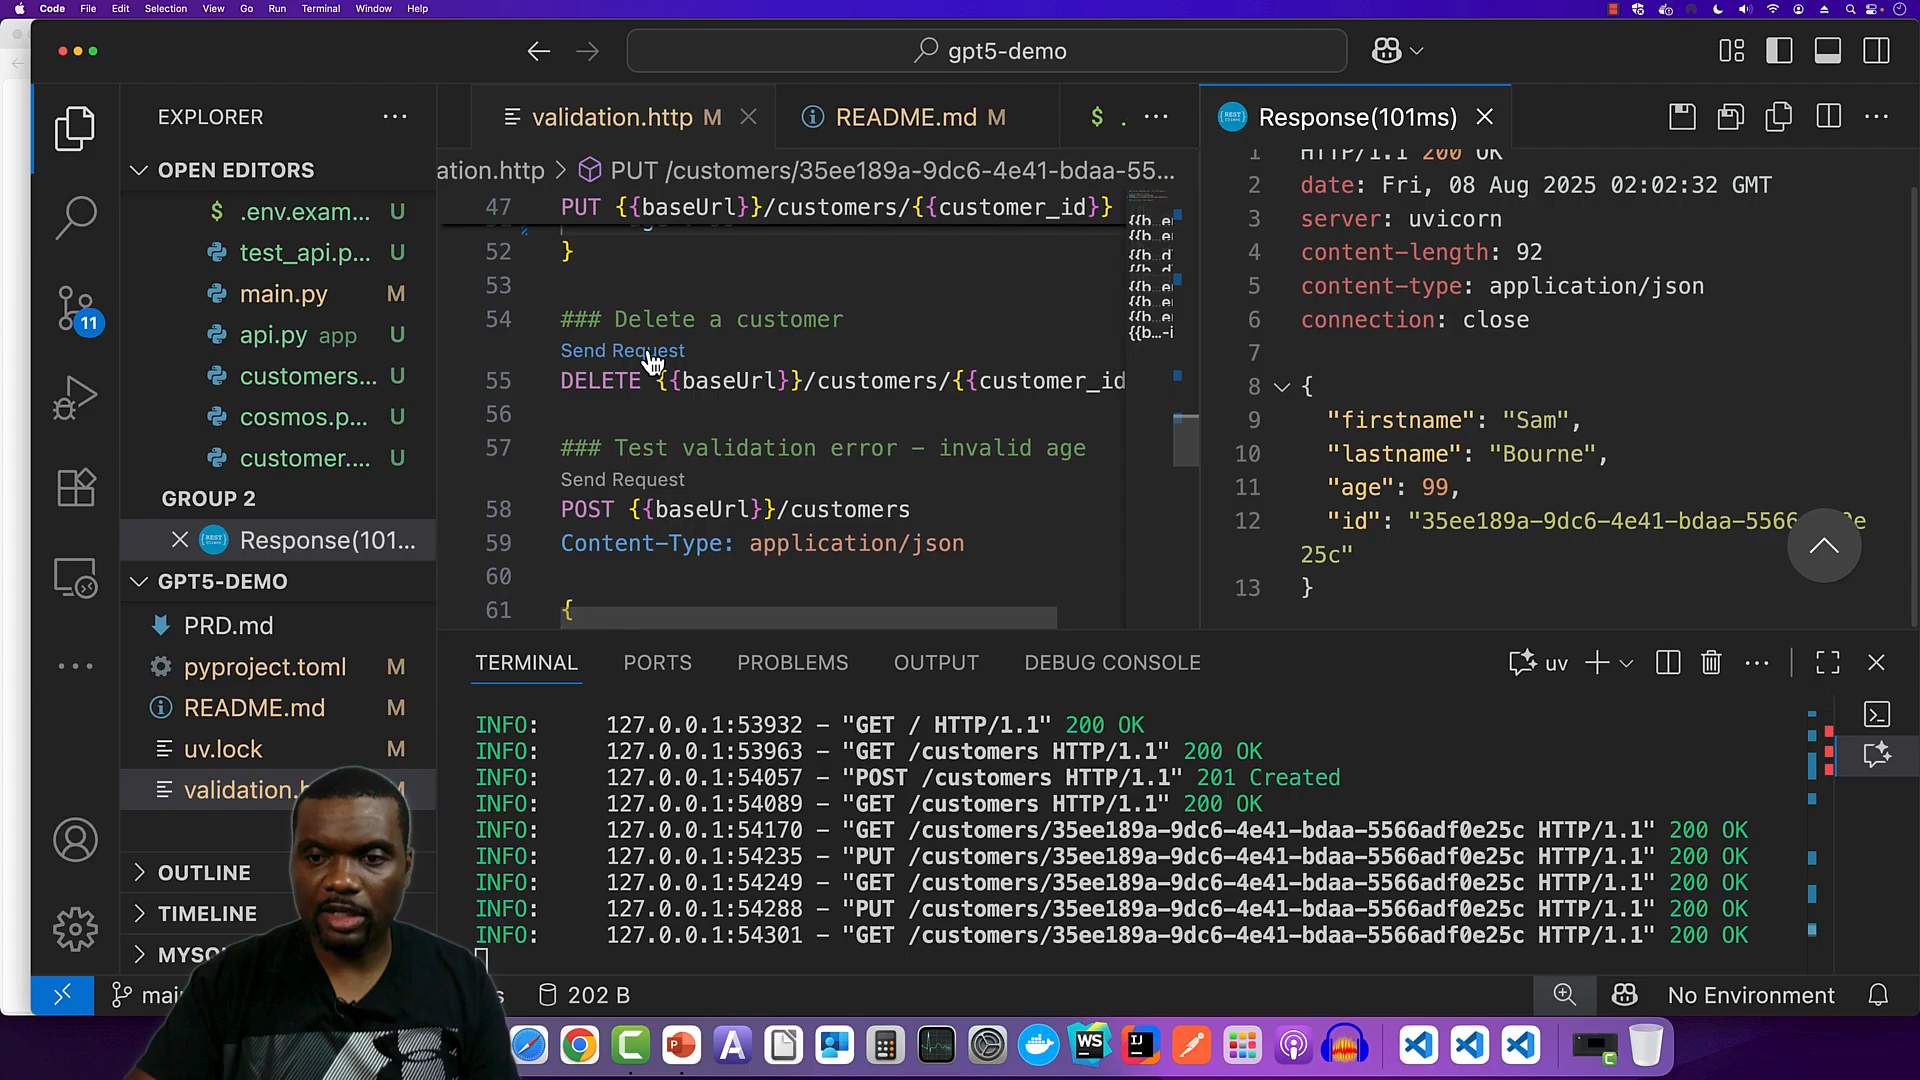 Code File Edit Selection View Go Run Terminal Window Help
gpt5-demo
EXPLORER
OPEN EDITORS
$ .env.exam... U
test_api.p... U
main.py M
api.py app U
customers... U
cosmos.p... U
customer.... U
GROUP 2
Response(101...
GPT5-DEMO
PRD.md
pyproject.toml M
README.md M
uv.lock M
validation.h M
OUTLINE
TIMELINE
MYS
11
validation.http M
README.md M
$ .
ation.http > PUT /customers/35ee189a-9dc6-4e41-bdaa-55...
47 PUT {{baseUrl}}/customers/{{customer_id}}
52 }
53
54 ### Delete a customer
Send Request
55 DELETE {{baseUrl}}/customers/{{customer_id
56
57 ### Test validation error – invalid age
Send Request
58 POST {{baseUrl}}/customers
59 Content-Type: application/json
60
61 {
Response(101ms)
1 HTTP/1.1 200 OK
2 date: Fri, 08 Aug 2025 02:02:32 GMT
3 server: uvicorn
4 content-length: 92
5 content-type: application/json
6 connection: close
7
8 {
9 "firstname": "Sam",
10 "lastname": "Bourne",
11 "age": 99,
12 "id": "35ee189a-9dc6-4e41-bdaa-5566 e
25c"
13 }
TERMINAL PORTS PROBLEMS OUTPUT DEBUG CONSOLE
uv
INFO: 127.0.0.1:53932 – "GET / HTTP/1.1" 200 OK
INFO: 127.0.0.1:53963 – "GET /customers HTTP/1.1" 200 OK
INFO: 127.0.0.1:54057 – "POST /customers HTTP/1.1" 201 Created
INFO: 127.0.0.1:54089 – "GET /customers HTTP/1.1" 200 OK
INFO: 127.0.0.1:54170 – "GET /customers/35ee189a-9dc6-4e41-bdaa-5566adf0e25c HTTP/1.1" 200 OK
INFO: 127.0.0.1:54235 – "PUT /customers/35ee189a-9dc6-4e41-bdaa-5566adf0e25c HTTP/1.1" 200 OK
INFO: 127.0.0.1:54249 – "GET /customers/35ee189a-9dc6-4e41-bdaa-5566adf0e25c HTTP/1.1" 200 OK
INFO: 127.0.0.1:54288 – "PUT /customers/35ee189a-9dc6-4e41-bdaa-5566adf0e25c HTTP/1.1" 200 OK
INFO: 127.0.0.1:54301 – "GET /customers/35ee189a-9dc6-4e41-bdaa-5566adf0e25c HTTP/1.1" 200 OK
mai
202 B
No Environment
WS
IJ